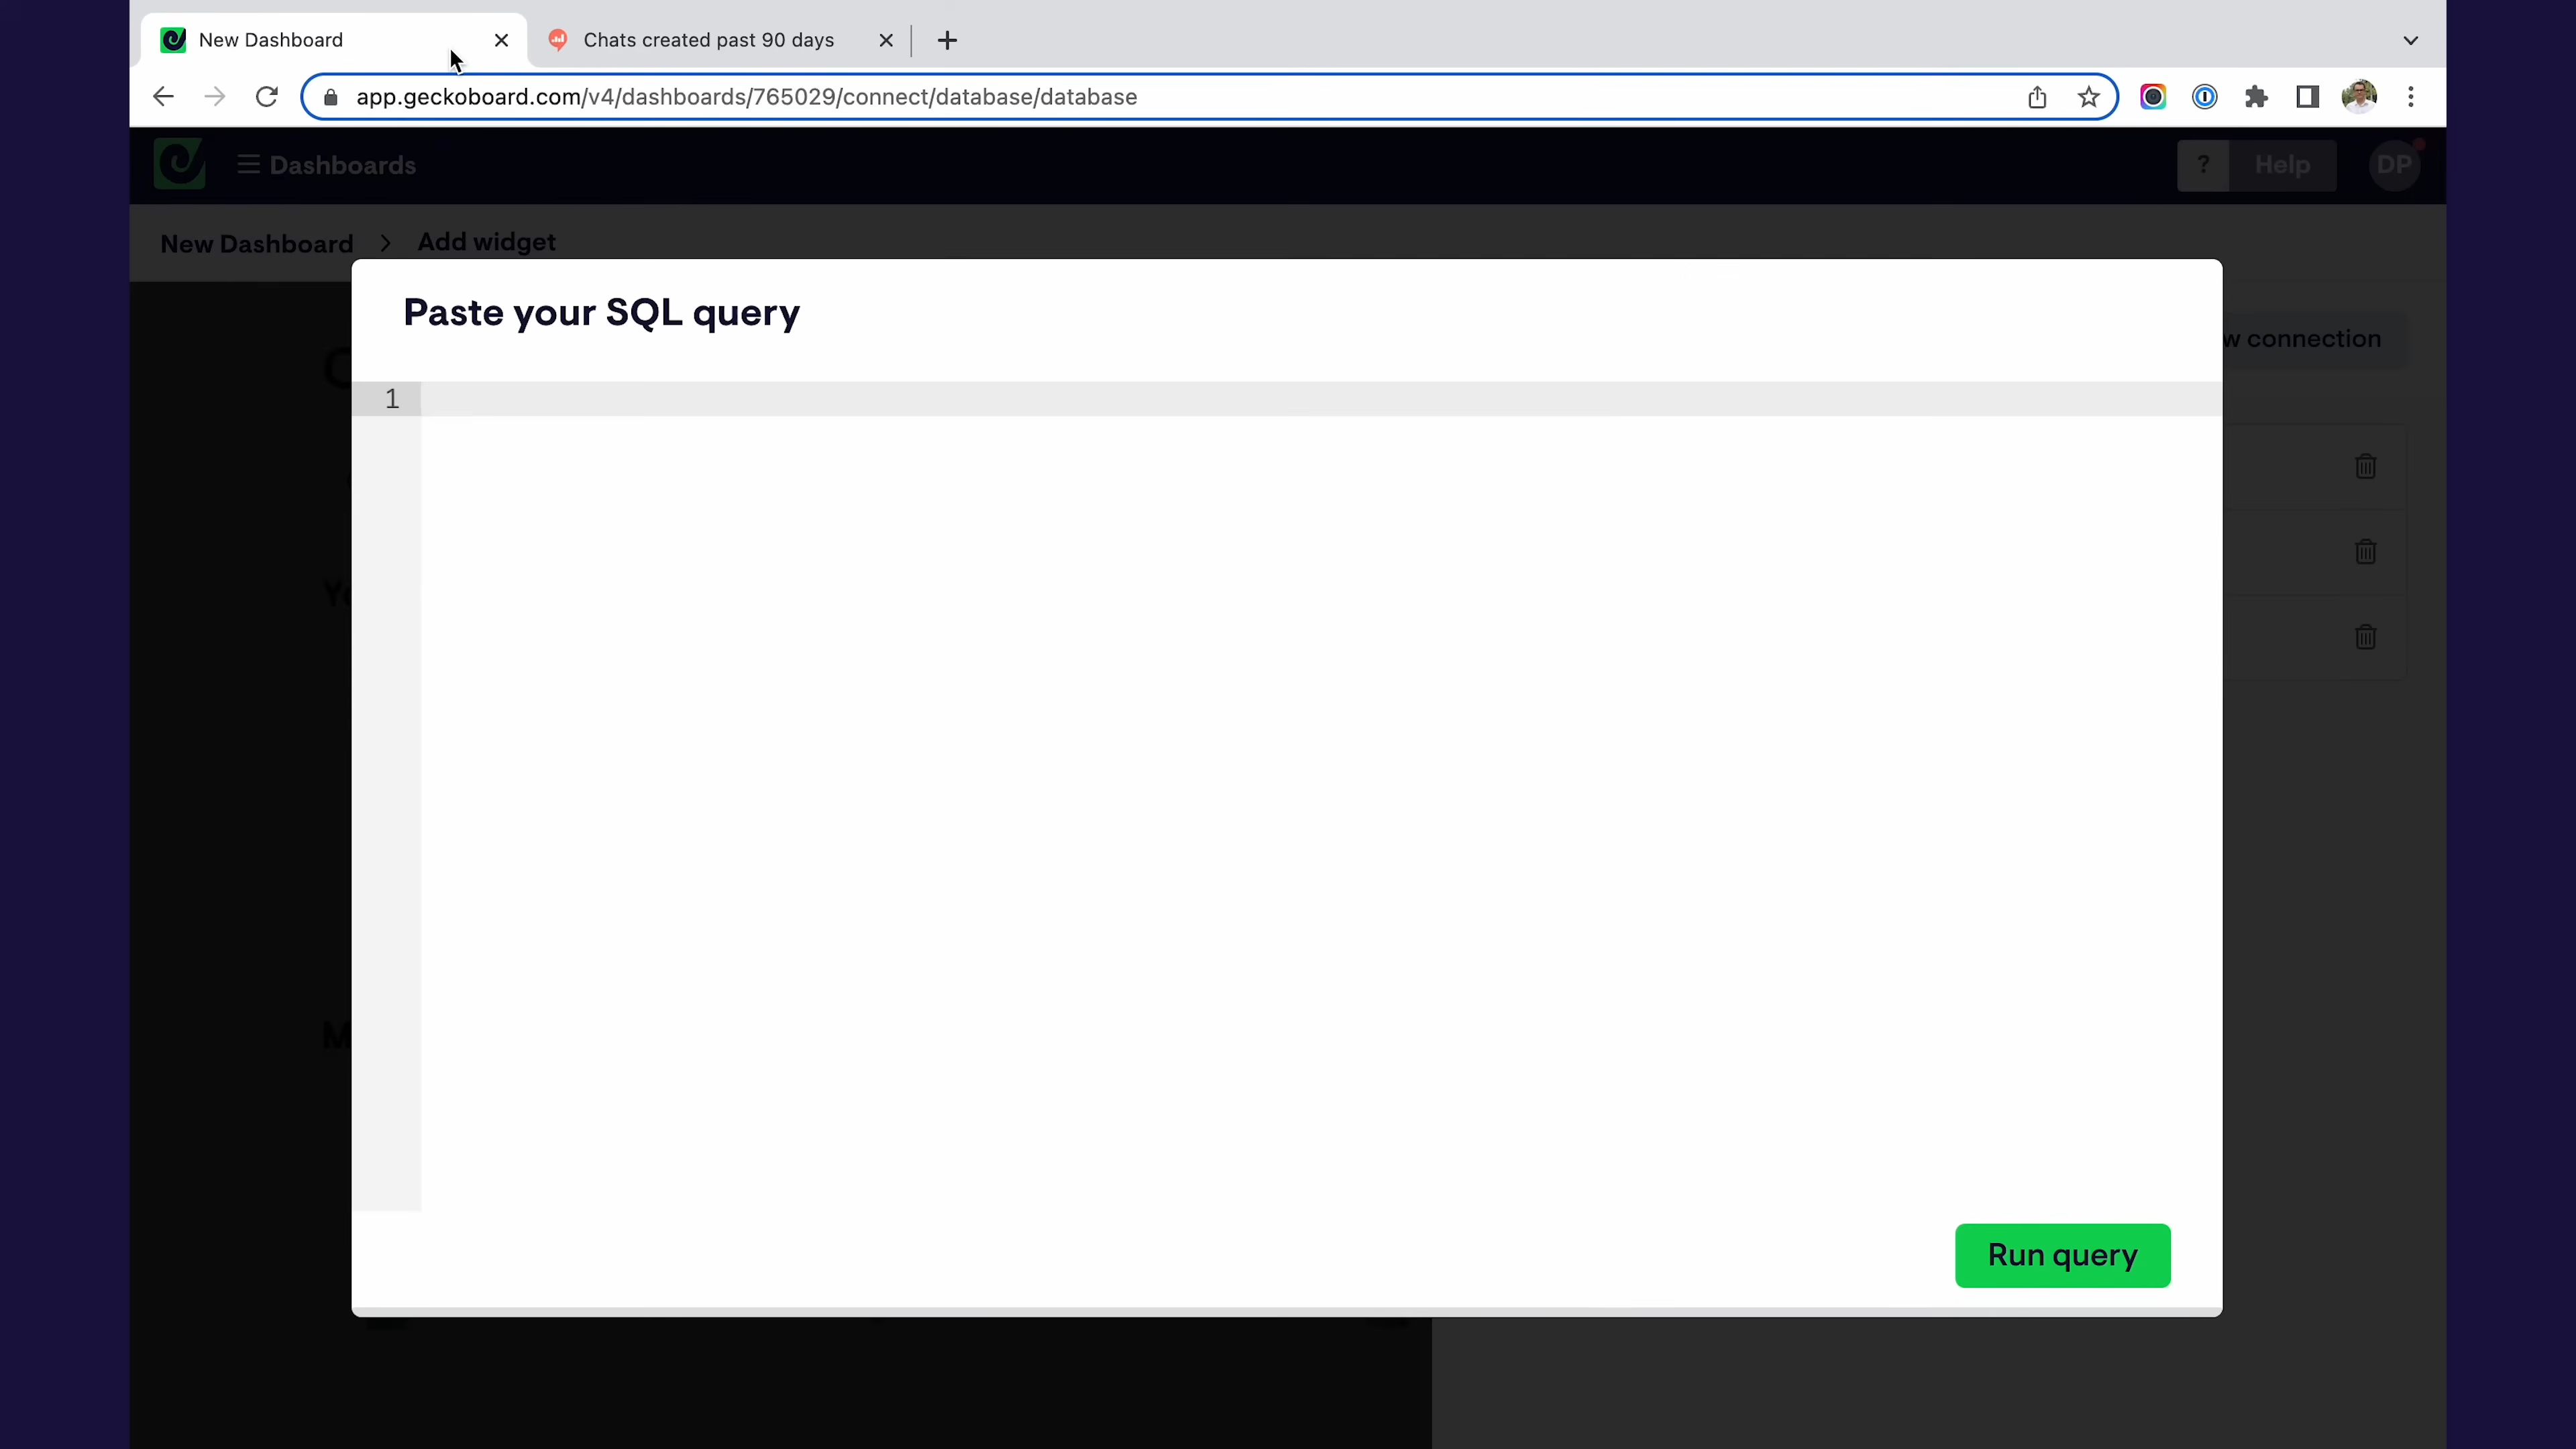 New Dashboard
Chats created past 90 days
app.geckoboard.com/v4/dashboards/765029/connect/database/database
Dashboards
? Help
DP
New Dashboard > Add widget
Paste your SQL query
connection
1
Run query